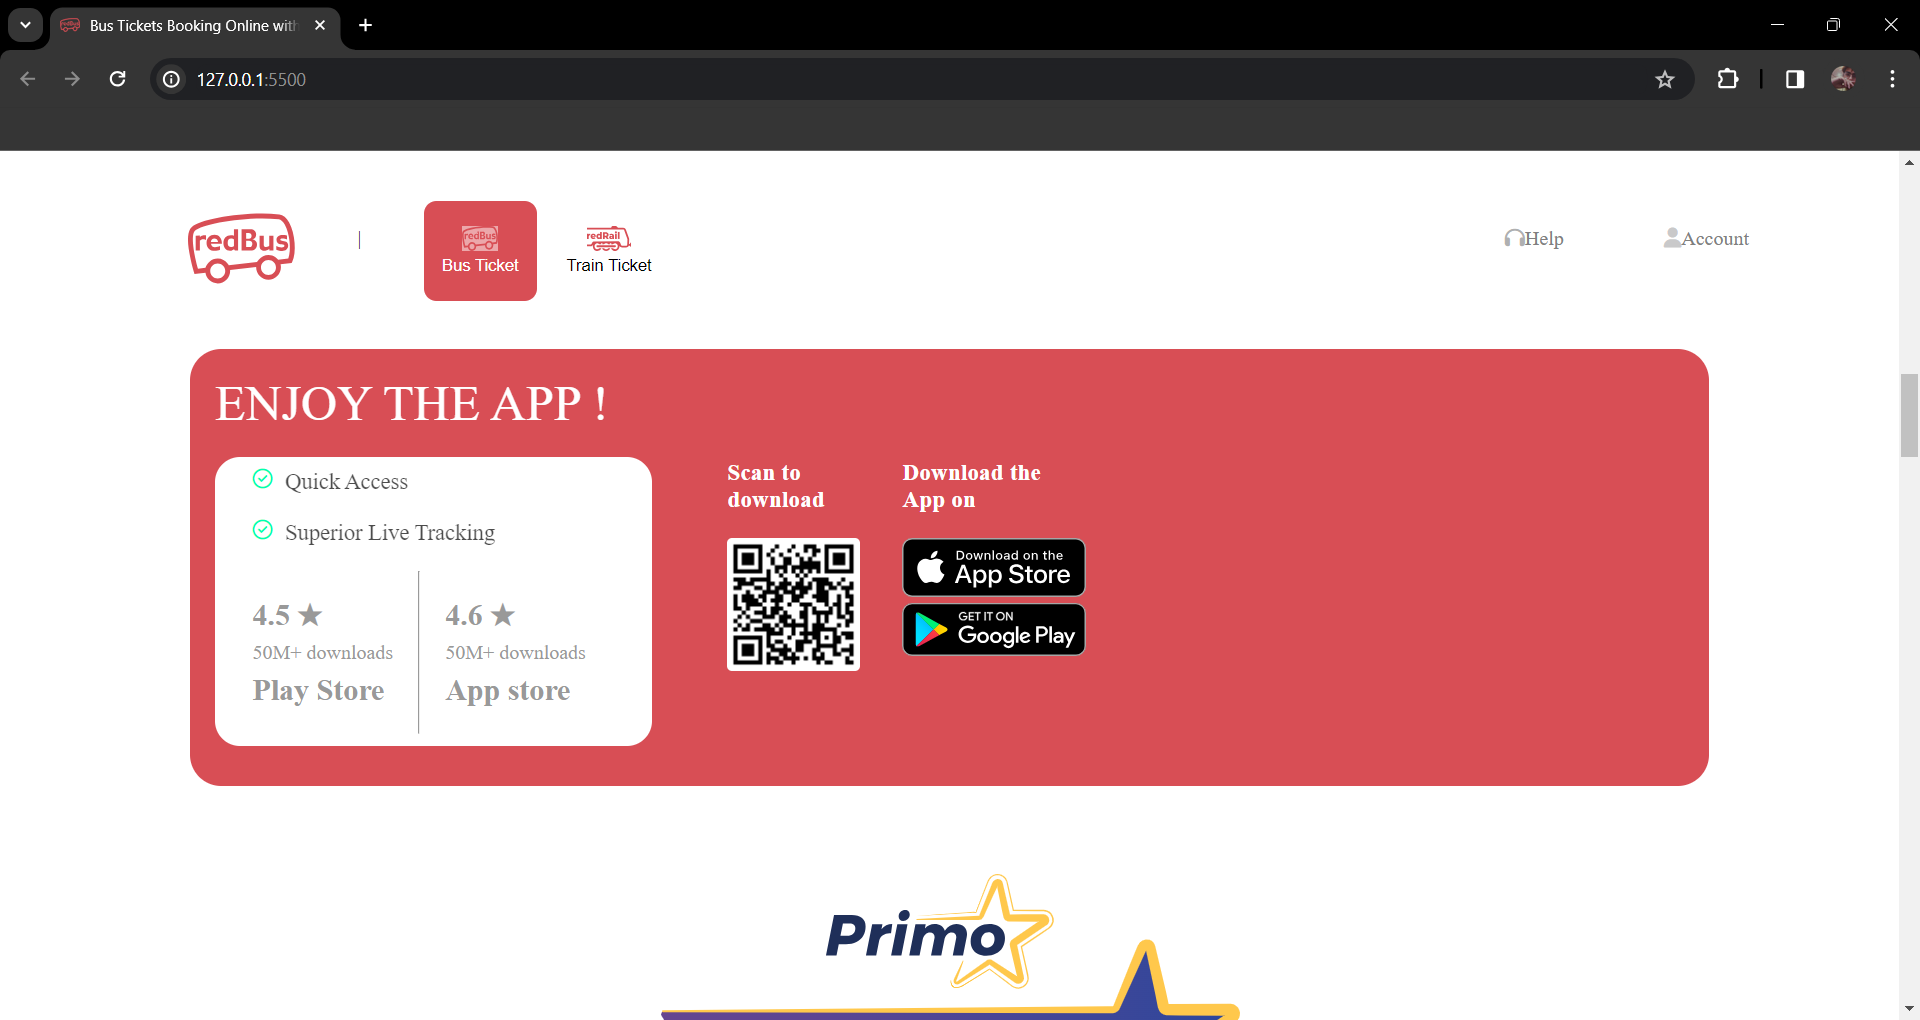 Bus Tickets Booking Online with
127.0.0.1:5500
redBus
redBus
Bus Ticket
redRail
Train Ticket
Help
Account
ENJOY THE APP !
Quick Access
Superior Live Tracking
4.5 ★
50M+ downloads
Play Store
4.6 ★
50M+ downloads
App store
Scan to
download
Download the
App on
Download on the
App Store
GET IT ON
Google Play
Primo